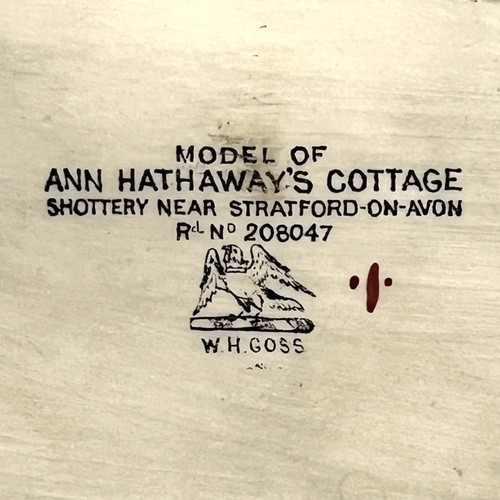 MODEL OF
ANN HATHAWAY'S COTTAGE
SHOTTERY NEAR STRATFORD-ON-AVON
Rd No 208047
W.H.GOSS